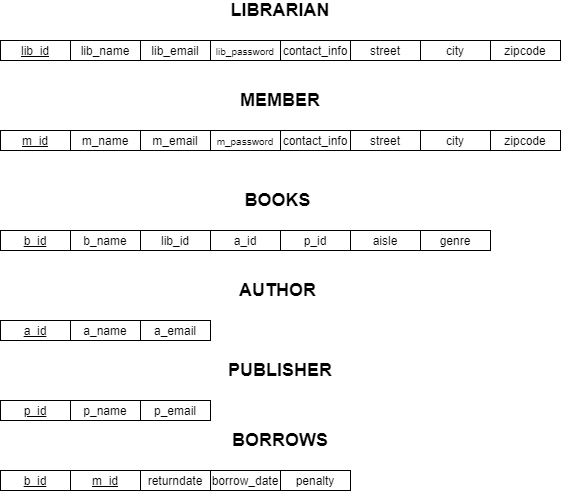 LIBRARIAN
lib_id lib_name lib_email lib_password contact_info street city zipcode
MEMBER
m_id m_name m_email m_password contact_info street city zipcode
BOOKS
b_id b_name lib_id a_id p_id aisle genre
AUTHOR
a_id a_name a_email
PUBLISHER
p_id p_name p_email
BORROWS
b_id m_id returndate borrow_date penalty